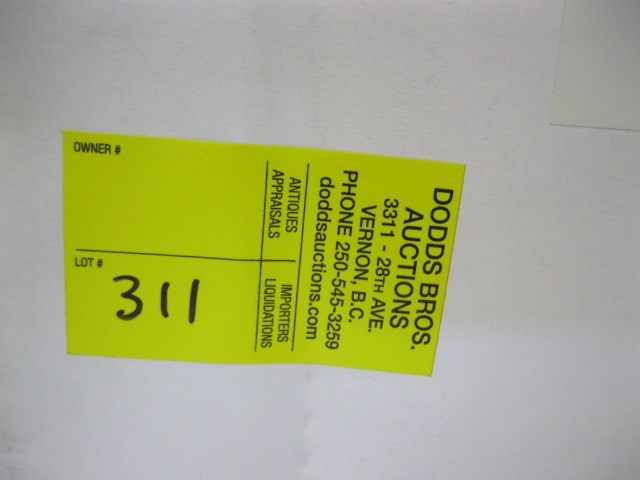 DODDS BROS.
AUCTIONS
3311 - 28TH AVE.
VERNON, B.C.
PHONE 250-545-3259
doddsauctions.com
ANTIQUES
APPRAISALS
IMPORTERS
LIQUIDATIONS
OWNER #
LOT #
311